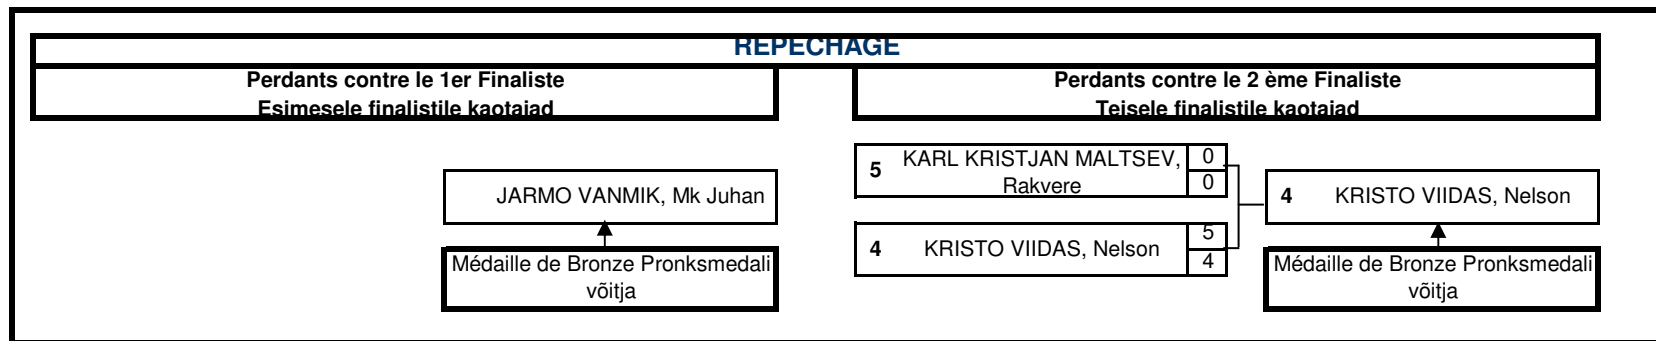 REPECHAGE
Perdants contre le 1er Finaliste
Esimesele finalistile kaotajad
Perdants contre le 2 ème Finaliste
Teisele finalistile kaotajad
5 KARL KRISTJAN MALTSEV, 0
Rakvere 0
JARMO VANMIK, Mk Juhan
4 KRISTO VIIDAS, Nelson
4 KRISTO VIIDAS, Nelson 5
4
Médaille de Bronze Pronksmedali
võitja
Médaille de Bronze Pronksmedali
võitja